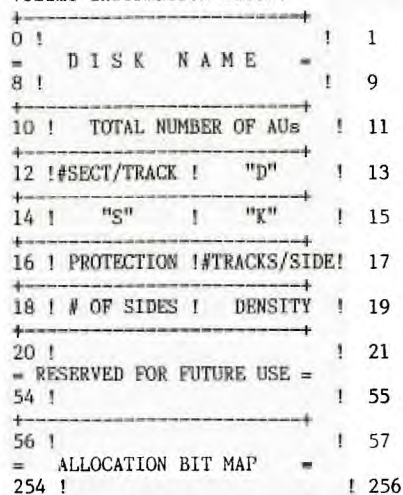 +----------------------+
0 ! ! 1
= D I S K N A M E =
8 ! ! 9
+----------------------+
10 ! TOTAL NUMBER OF AUs ! 11
+----------------------+
12 !#SECT/TRACK ! "D" ! 13
+----------------------+
14 ! "S" ! "K" ! 15
+----------------------+
16 ! PROTECTION !#TRACKS/SIDE! 17
+----------------------+
18 ! # OF SIDES ! DENSITY ! 19
+----------------------+
20 ! ! 21
= RESERVED FOR FUTURE USE =
54 ! ! 55
+----------------------+
56 ! ! 57
= ALLOCATION BIT MAP =
254 ! ! 256